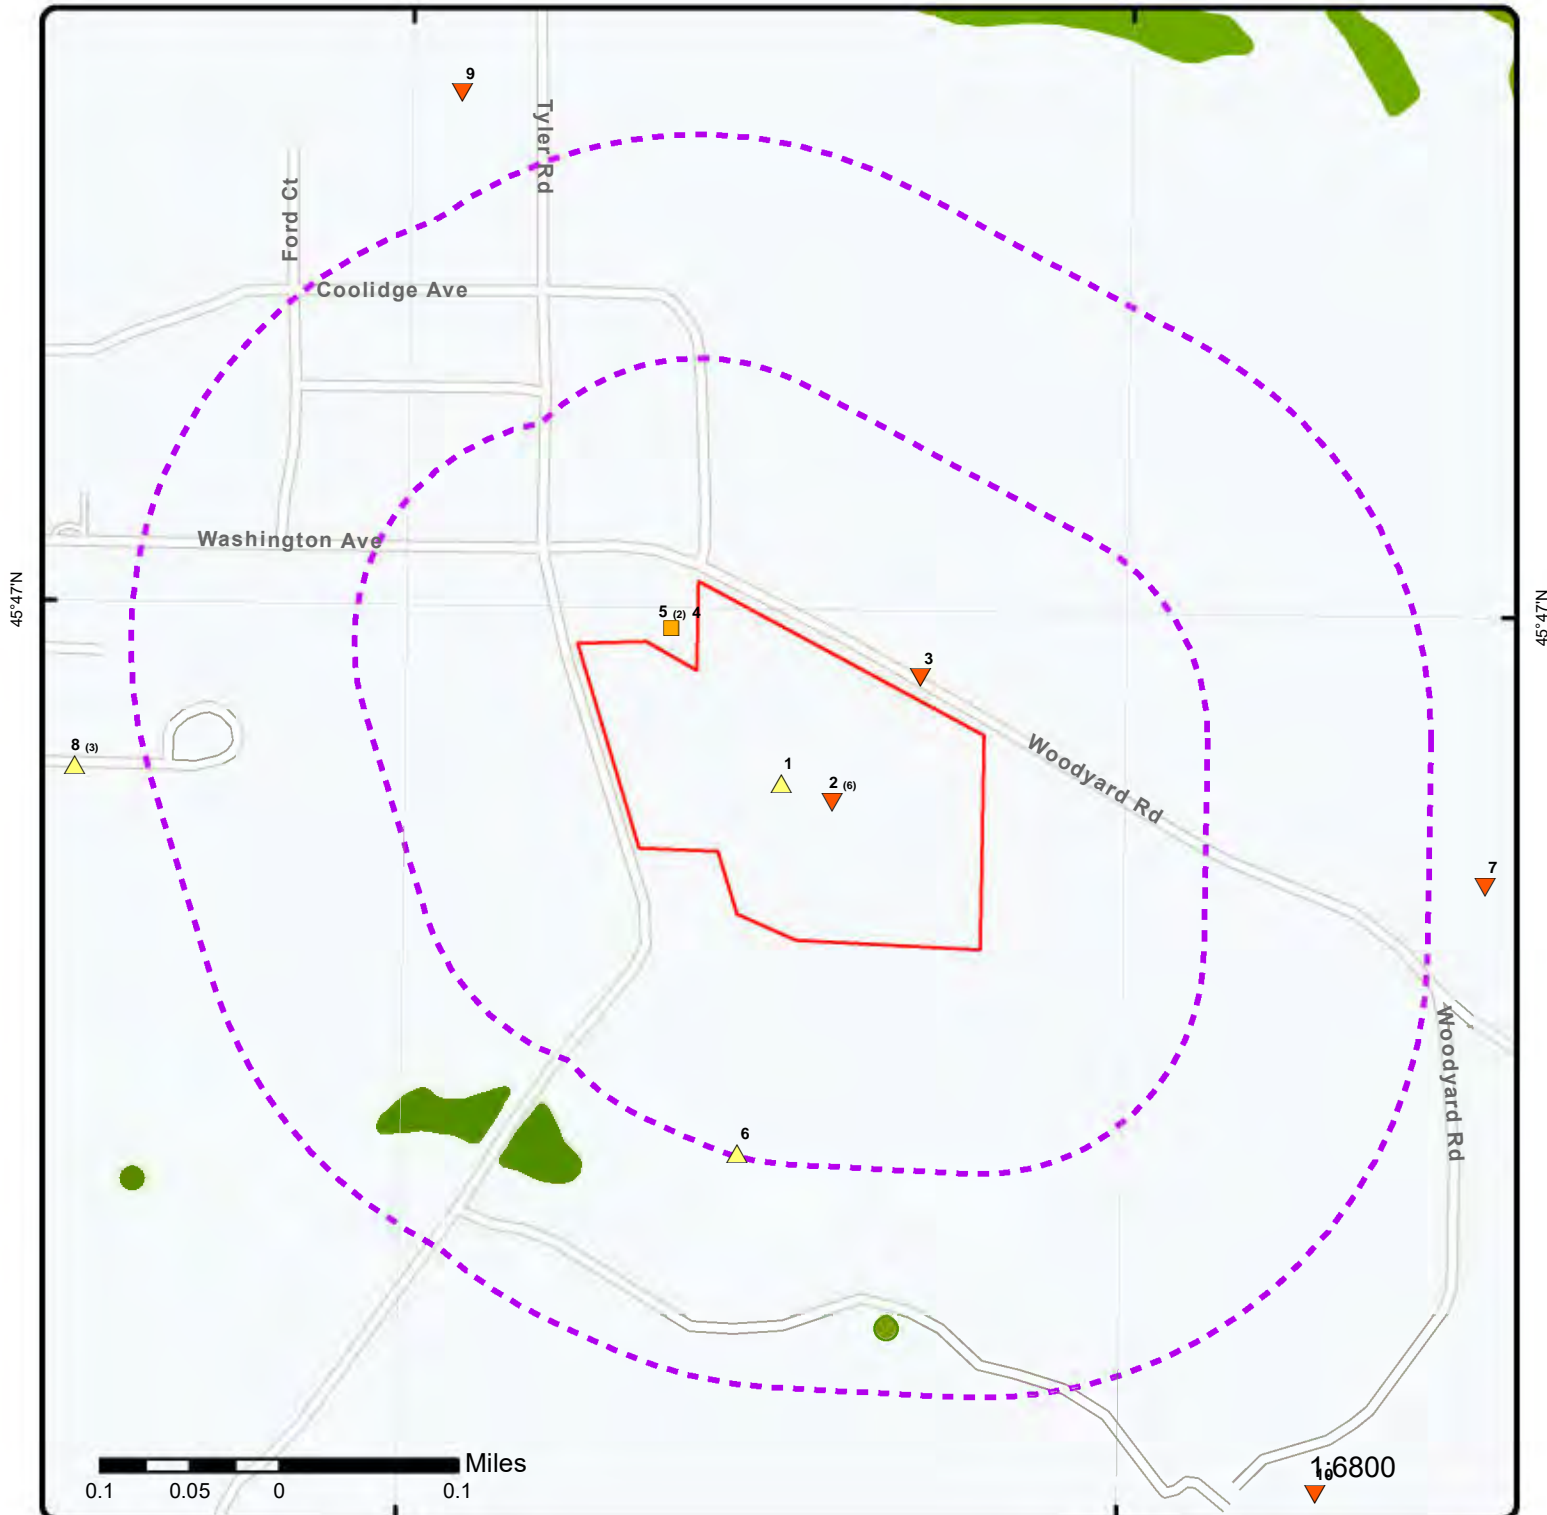 9
Tyler Rd
Ford Ct
Coolidge Ave
Washington Ave
45°47'N
45°47'N
5 (2) 4
3
8 (3)
Woodyard Rd
1
2 (6)
7
Woodyard Rd
6
Miles
0.1 0.05 0 0.1
1:6800
10